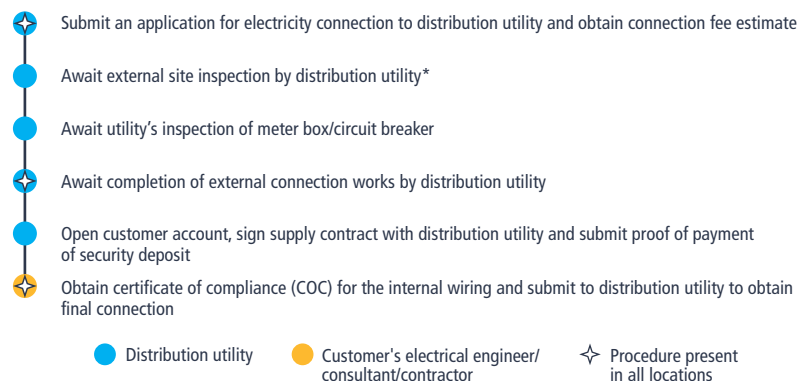 Submit an application for electricity connection to distribution utility and obtain connection fee estimate
Await external site inspection by distribution utility*
Await utility's inspection of meter box/circuit breaker
Await completion of external connection works by distribution utility
Open customer account, sign supply contract with distribution utility and submit proof of payment
of security deposit
Obtain certificate of compliance (COC) for the internal wiring and submit to distribution utility to obtain
final connection
Distribution utility
Customer's electrical engineer/
consultant/contractor
Procedure present
in all locations